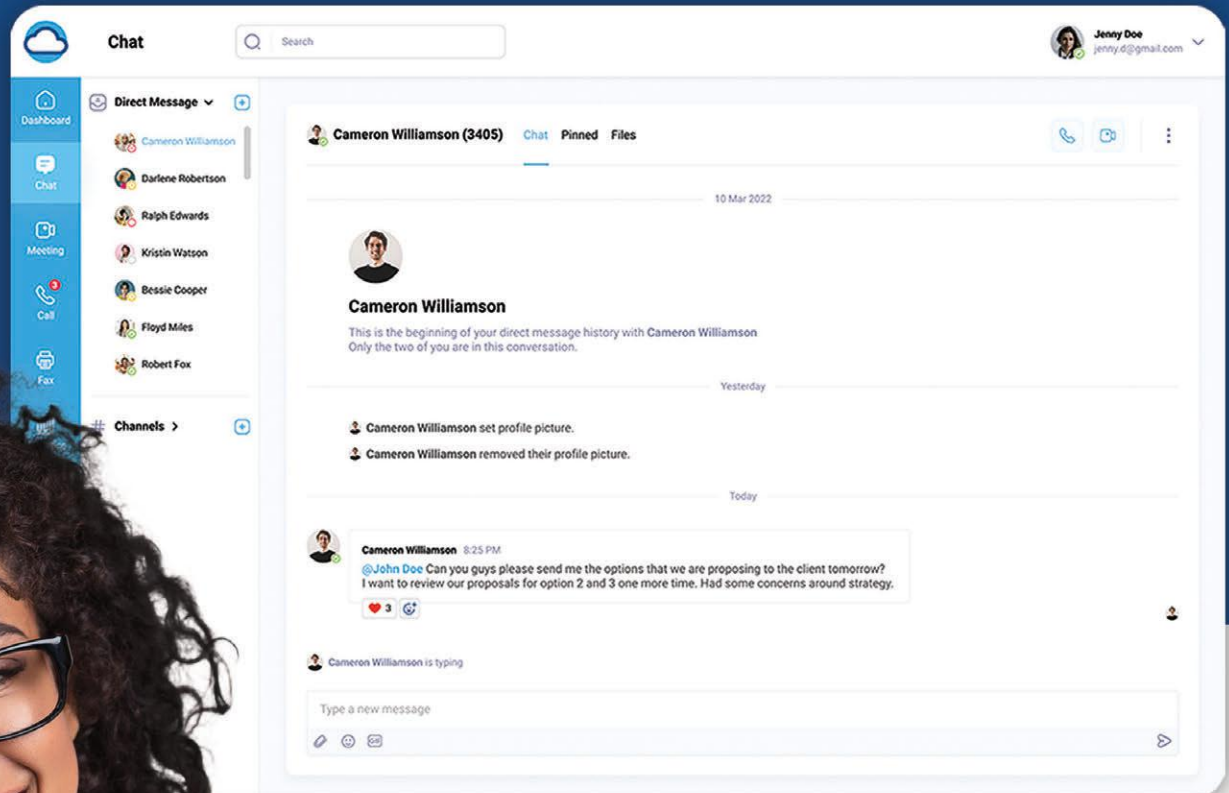 Chat
Search
Jenny Doe
jenny.d@gmail.com
Dashboard
Chat
Meeting
3
Call
Fax
Direct Message
Cameron Williamson
Darlene Robertson
Ralph Edwards
Kristin Watson
Bessie Cooper
Floyd Miles
Robert Fox
# Channels >
Cameron Williamson (3405) Chat Pinned Files
10 Mar 2022
Cameron Williamson
This is the beginning of your direct message history with Cameron Williamson
Only the two of you are in this conversation.
Yesterday
Cameron Williamson set profile picture.
Cameron Williamson removed their profile picture.
Today
Cameron Williamson 8:25 PM
@John Doe Can you guys please send me the options that we are proposing to the client tomorrow?
I want to review our proposals for option 2 and 3 one more time. Had some concerns around strategy.
3
Cameron Williamson is typing
Type a new message
GIF